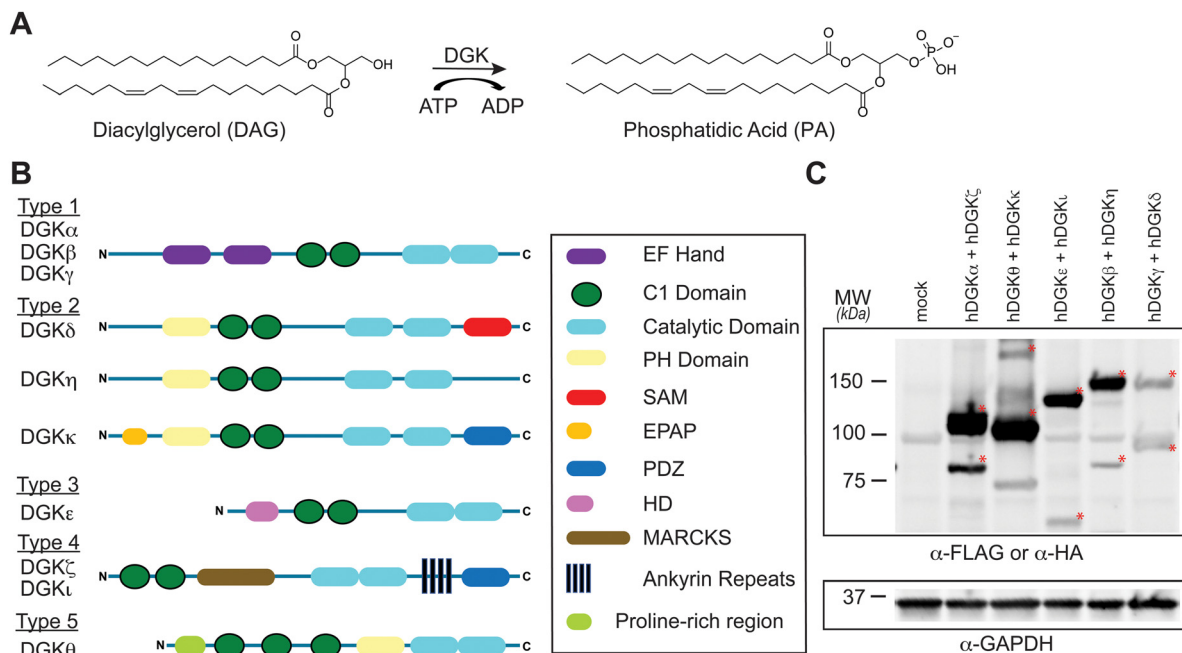 A
O
O
OH
O
O
Diacylglycerol (DAG)
DGK
ATP ADP
O
O
O
O
O
P
O⁻
OH
O
Phosphatidic Acid (PA)
B
Type 1
DGKα
DGKβ
DGKγ
N C
Type 2
DGKδ
N C
DGKη
N C
DGKκ
N C
Type 3
DGKε
N C
Type 4
DGKζ
DGKι
N C
Type 5
DGKθ
N C
EF Hand
C1 Domain
Catalytic Domain
PH Domain
SAM
EPAP
PDZ
HD
MARCKS
Ankyrin Repeats
Proline-rich region
C
MW
(kDa)
mock
hDGKα + hDGKζ
hDGKθ + hDGKκ
hDGKε + hDGKι
hDGKβ + hDGKη
hDGKγ + hDGKδ
150
100
75
* * * * * * * * * *
α-FLAG or α-HA
37
α-GAPDH